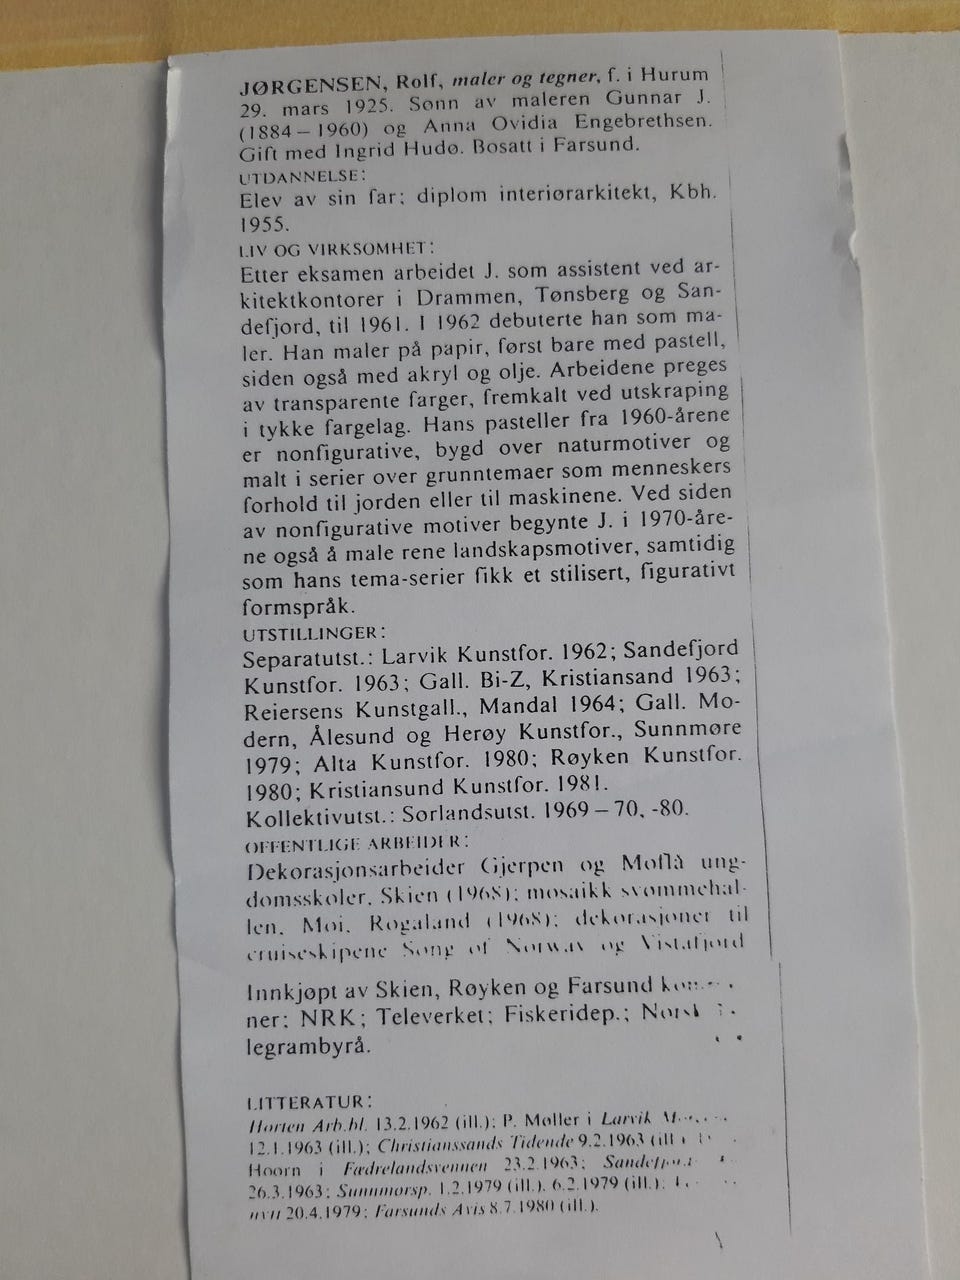 JØRGENSEN, Rolf, maler og tegner, f. i Hurum
29. mars 1925. Sønn av maleren Gunnar J.
(1884 – 1960) og Anna Ovidia Engebrethsen.
Gift med Ingrid Hudø. Bosatt i Farsund.
UTDANNELSE:
Elev av sin far; diplom interiørarkitekt, Kbh.
1955.
LIV OG VIRKSOMHET:
Etter eksamen arbeidet J. som assistent ved ar-
kitektkontorer i Drammen, Tønsberg og San-
defjord, til 1961. I 1962 debuterte han som ma-
ler. Han maler på papir, først bare med pastell,
siden også med akryl og olje. Arbeidene preges
av transparente farger, fremkalt ved utskraping
i tykke fargelag. Hans pasteller fra 1960-årene
er nonfigurative, bygd over naturmotiver og
malt i serier over grunntemaer som menneskers
forhold til jorden eller til maskinene. Ved siden
av nonfigurative motiver begynte J. i 1970-åre-
ne også å male rene landskapsmotiver, samtidig
som hans tema-serier fikk et stilisert, figurativt
formspråk.
UTSTILLINGER:
Separatutst.: Larvik Kunstfor. 1962; Sandefjord
Kunstfor. 1963; Gall. Bi-Z, Kristiansand 1963;
Reiersens Kunstgall., Mandal 1964; Gall. Mo-
dern, Ålesund og Herøy Kunstfor., Sunnmøre
1979; Alta Kunstfor. 1980; Røyken Kunstfor.
1980; Kristiansund Kunstfor. 1981.
Kollektivutst.: Sørlandsutst. 1969 – 70, -80.
OFFENTLIGE ARBEIDER:
Dekorasjonsarbeider Gjerpen og Moflå ung-
domsskoler, Skien (1968); mosaikk svømmehal-
len, Moi, Rogaland (1968); dekorasjoner til
cruiseskipene Song of Norway og Vistafjord
Innkjøpt av Skien, Røyken og Farsund
ner; NRK; Televerket; Fiskeridep.; Norsk
legrambyrå.
LITTERATUR:
Horten Arb.bl. 13.2.1962 (ill.); P. Møller i Larvik
12.1.1963 (ill.); Christianssands Tidende 9.2.1963 (ill
Hoorn i Fædrelandsvennen 23.2.1963;
26.3.1963; Sunnmørsp. 1.2.1979 (ill.), 6.2.1979 (ill.);
20.4.1979; Farsunds Avis 8.7.1980 (ill.).